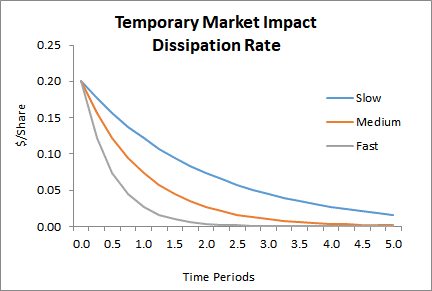 Temporary Market Impact
Dissipation Rate
0.25
0.20
0.15
0.10
0.05
0.00
$/Share
Slow
Medium
Fast
0.0 0.5 1.0 1.5 2.0 2.5 3.0 3.5 4.0 4.5 5.0
Time Periods